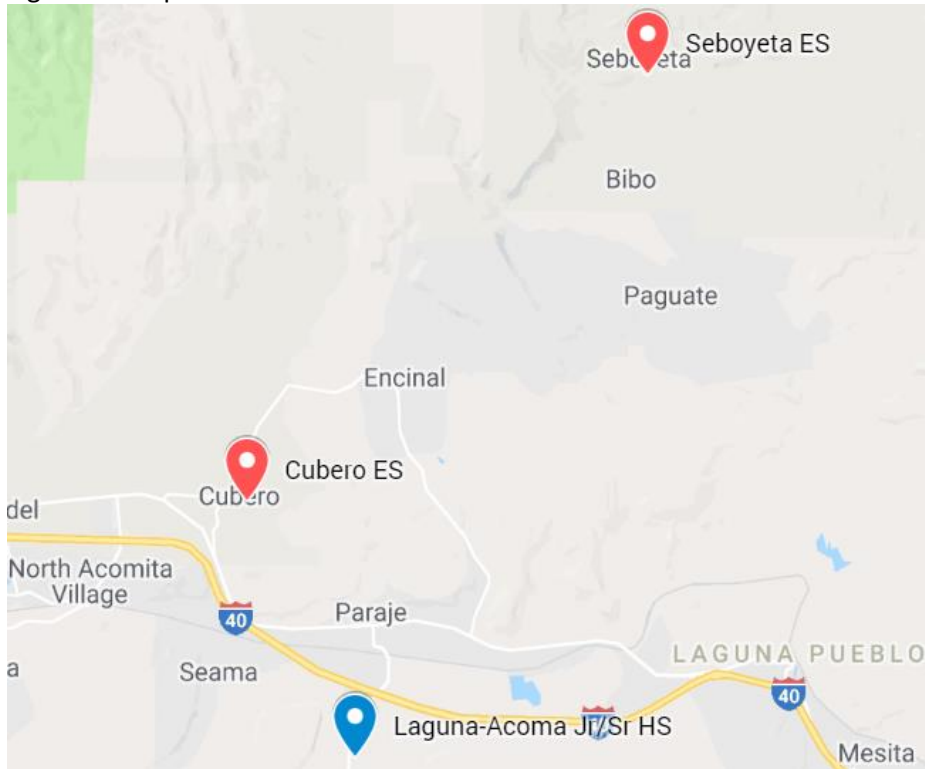 Seboyeta ES
Seboyeta
Bibo
Paguate
Encinal
Cubero ES
Cubero
del
North Acomita
Village
40
Paraje
LAGUNA PUEBLO
a
Seama
40
Laguna-Acoma Jr/Sr HS
Mesita